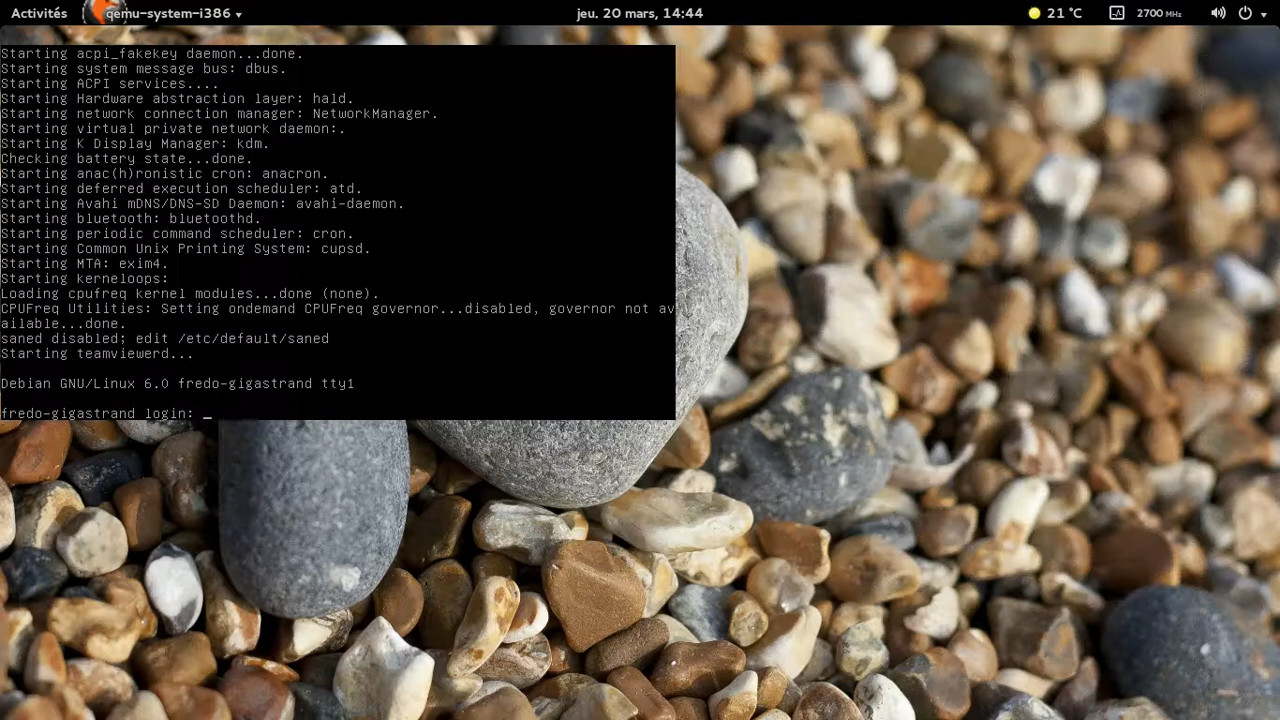 Activités qemu-system-i386 jeu. 20 mars, 14:44 21 °C 2700 MHz
Starting acpi_fakekey daemon...done.
Starting system message bus: dbus.
Starting ACPI services....
Starting Hardware abstraction layer: hald.
Starting network connection manager: NetworkManager.
Starting virtual private network daemon:.
Starting K Display Manager: kdm.
Checking battery state...done.
Starting anac(h)ronistic cron: anacron.
Starting deferred execution scheduler: atd.
Starting Avahi mDNS/DNS-SD Daemon: avahi-daemon.
Starting bluetooth: bluetoothd.
Starting periodic command scheduler: cron.
Starting Common Unix Printing System: cupsd.
Starting MTA: exim4.
Starting kerneloops:
Loading cpufreq kernel modules...done (none).
CPUFreq Utilities: Setting ondemand CPUFreq governor...disabled, governor not av
ailable...done.
saned disabled; edit /etc/default/saned
Starting teamviewerd...
Debian GNU/Linux 6.0 fredo-gigastrand tty1
fredo-gigastrand login: _